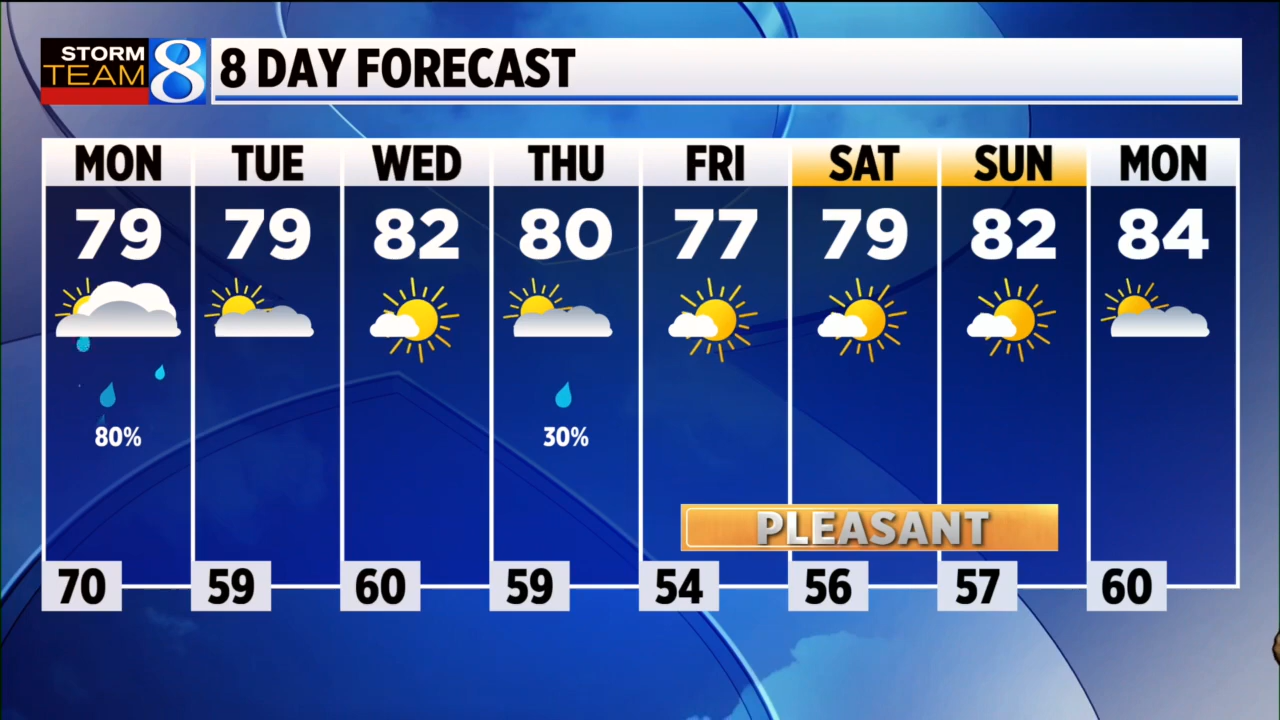 STORM
TEAM 8
8 DAY FORECAST
MON TUE WED THU FRI SAT SUN MON
79 79 82 80 77 79 82 84
80% 30%
PLEASANT
70 59 60 59 54 56 57 60